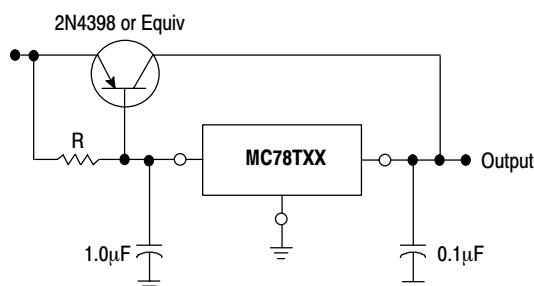 2N4398 or Equiv
R
MC78TXX
Output
1.0μF
0.1μF